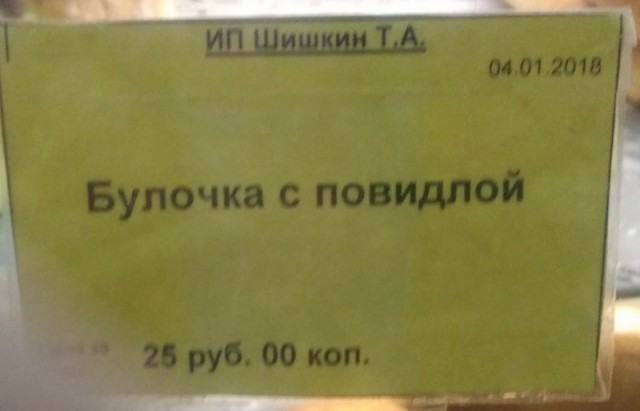 ИП Шишкин Т.А.
04.01.2018
Булочка с повидлой
25 руб. 00 коп.